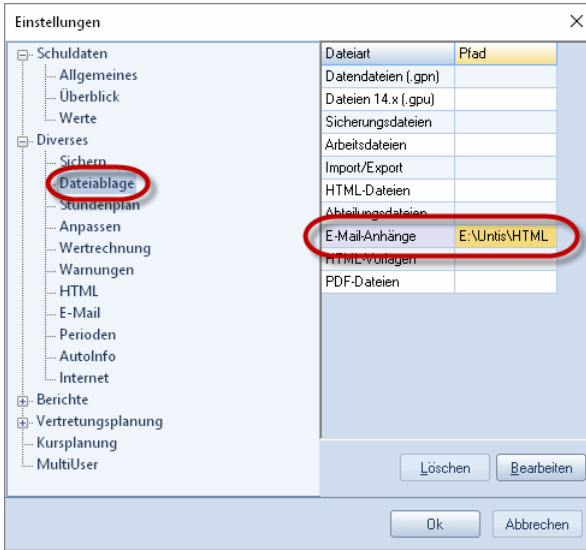 Einstellungen
Schuldaten
Allgemeines
Überblick
Werte
Diverses
Sichern
Dateiablage
Stundenplan
Anpassen
Wertrechnung
Warnungen
HTML
E-Mail
Perioden
AutoInfo
Internet
Berichte
Vertretungsplanung
Kursplanung
MultiUser
Dateiart Pfad
Datendateien (.gpn)
Dateien 14.x (.gpu)
Sicherungsdateien
Arbeitsdateien
Import/Export
HTML-Dateien
Abteilungsdateien
E-Mail-Anhänge E:\Untis\HTML
HTML-Vorlagen
PDF-Dateien
Löschen Bearbeiten
Ok Abbrechen